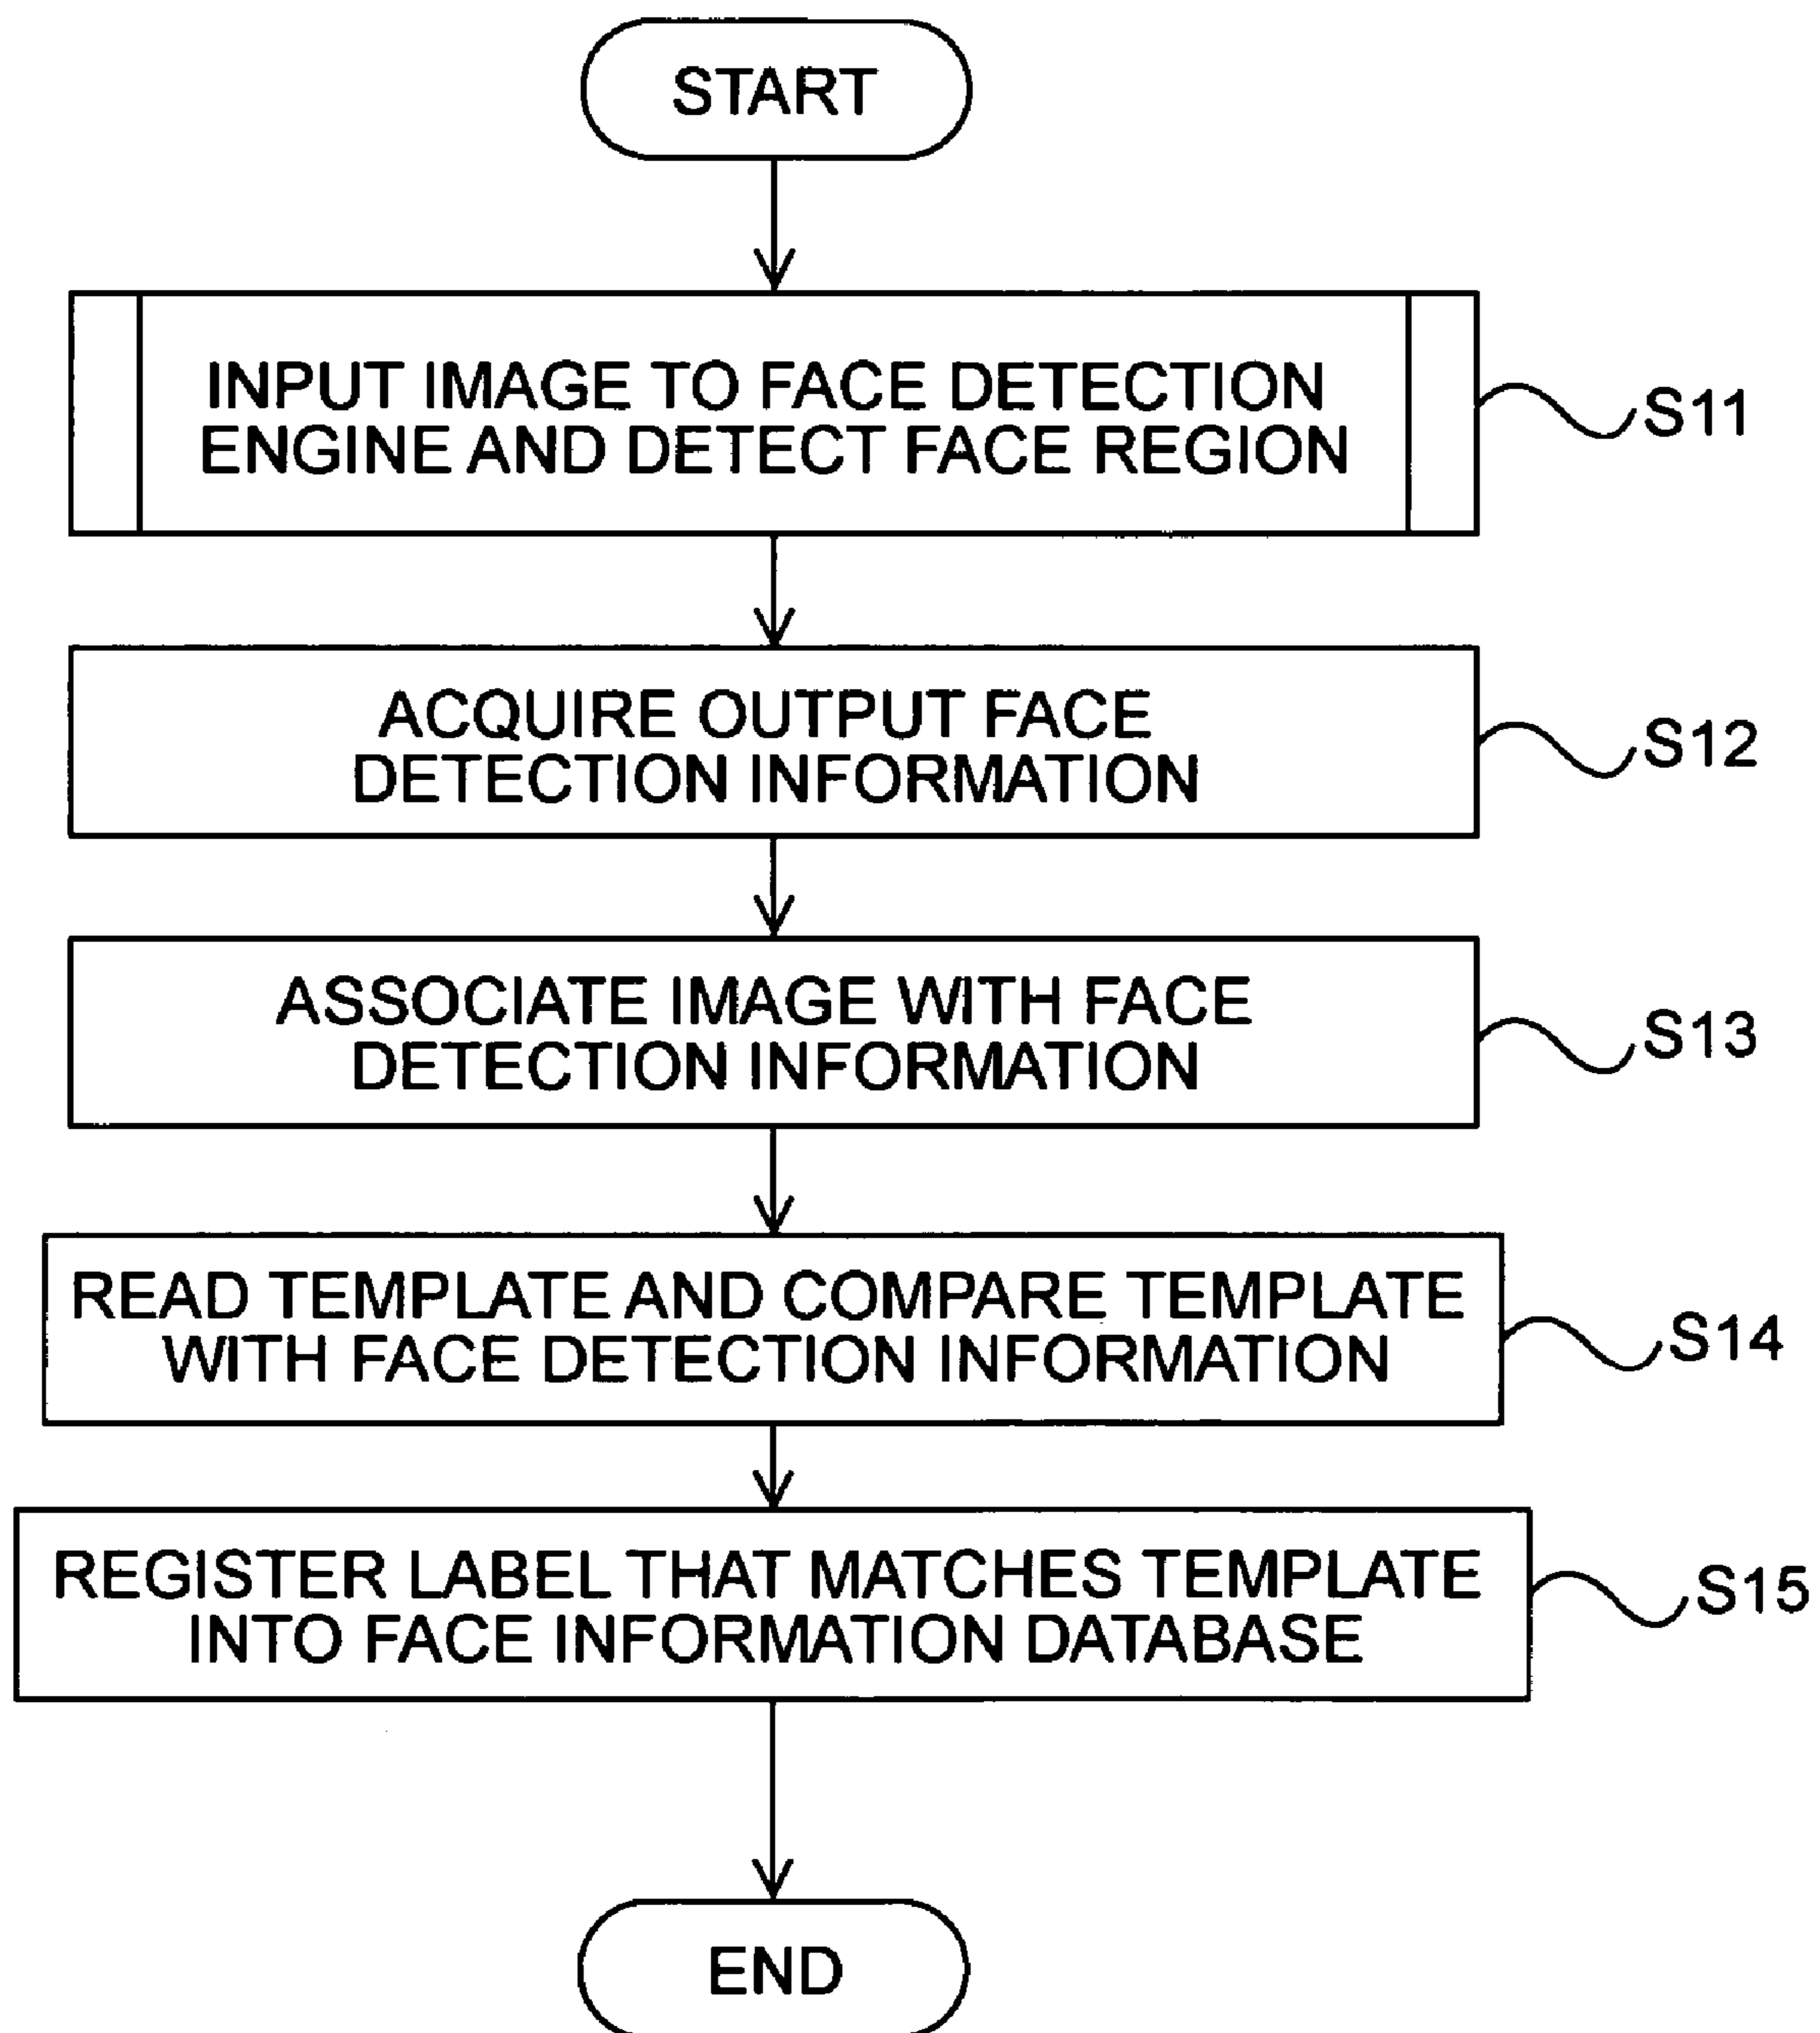 START
INPUT IMAGE TO FACE DETECTION
ENGINE AND DETECT FACE REGION
S11
ACQUIRE OUTPUT FACE
DETECTION INFORMATION
S12
ASSOCIATE IMAGE WITH FACE
DETECTION INFORMATION
S13
READ TEMPLATE AND COMPARE TEMPLATE
WITH FACE DETECTION INFORMATION
S14
REGISTER LABEL THAT MATCHES TEMPLATE
INTO FACE INFORMATION DATABASE
S15
END